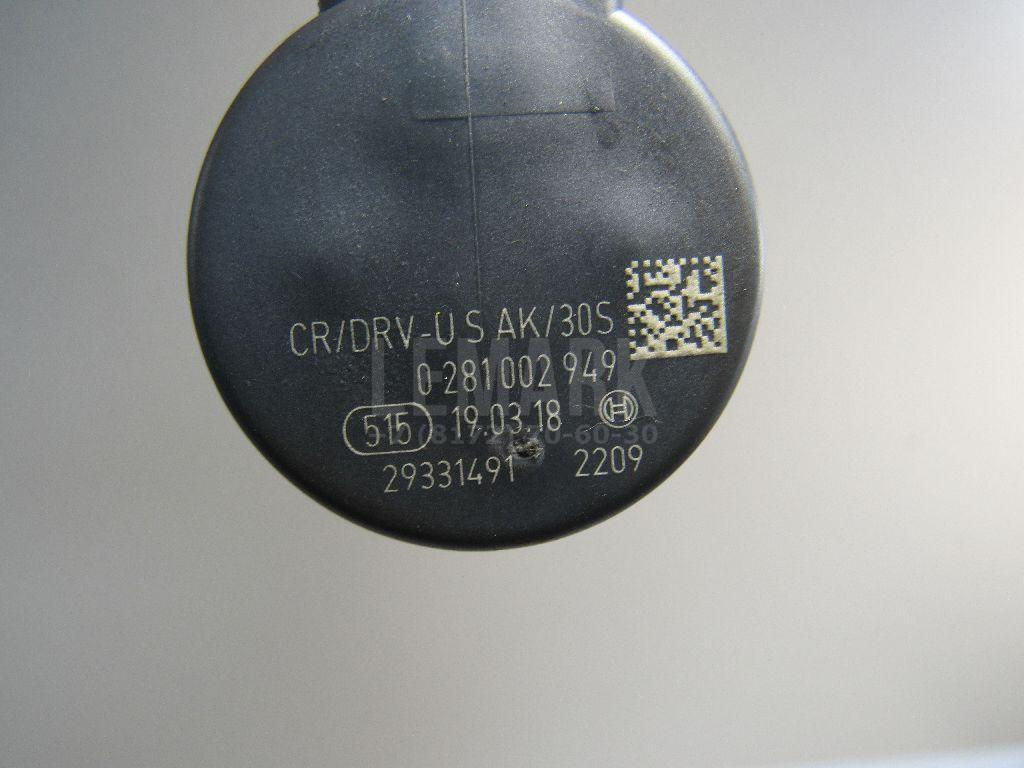 CR/DRV-U S AK/30S
0 281 002 949
LEMARK
515 19.03.18 H
29331491 2209